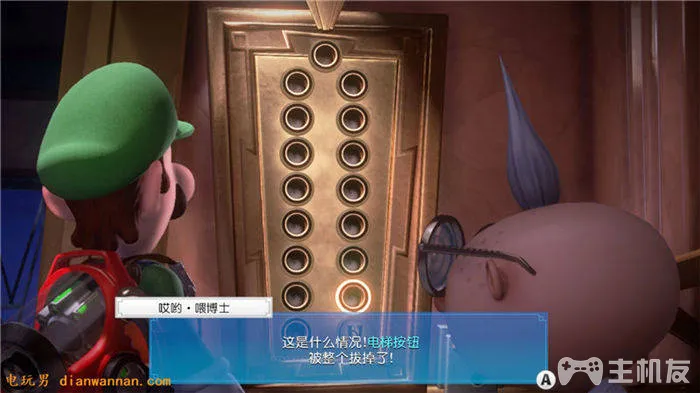 哎哟·喂博士
这是什么情况!电梯按钮
被整个拔掉了!
A
电玩男 dianwannan.com
主机友